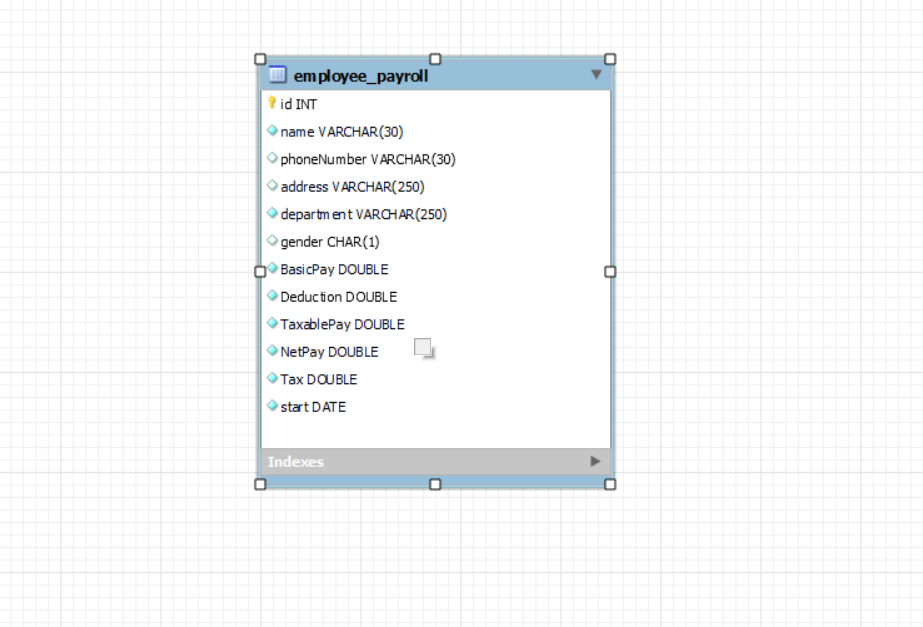 employee_payroll
id INT
name VARCHAR(30)
phoneNumber VARCHAR(30)
address VARCHAR(250)
department VARCHAR(250)
gender CHAR(1)
BasicPay DOUBLE
Deduction DOUBLE
TaxablePay DOUBLE
NetPay DOUBLE
Tax DOUBLE
start DATE
Indexes